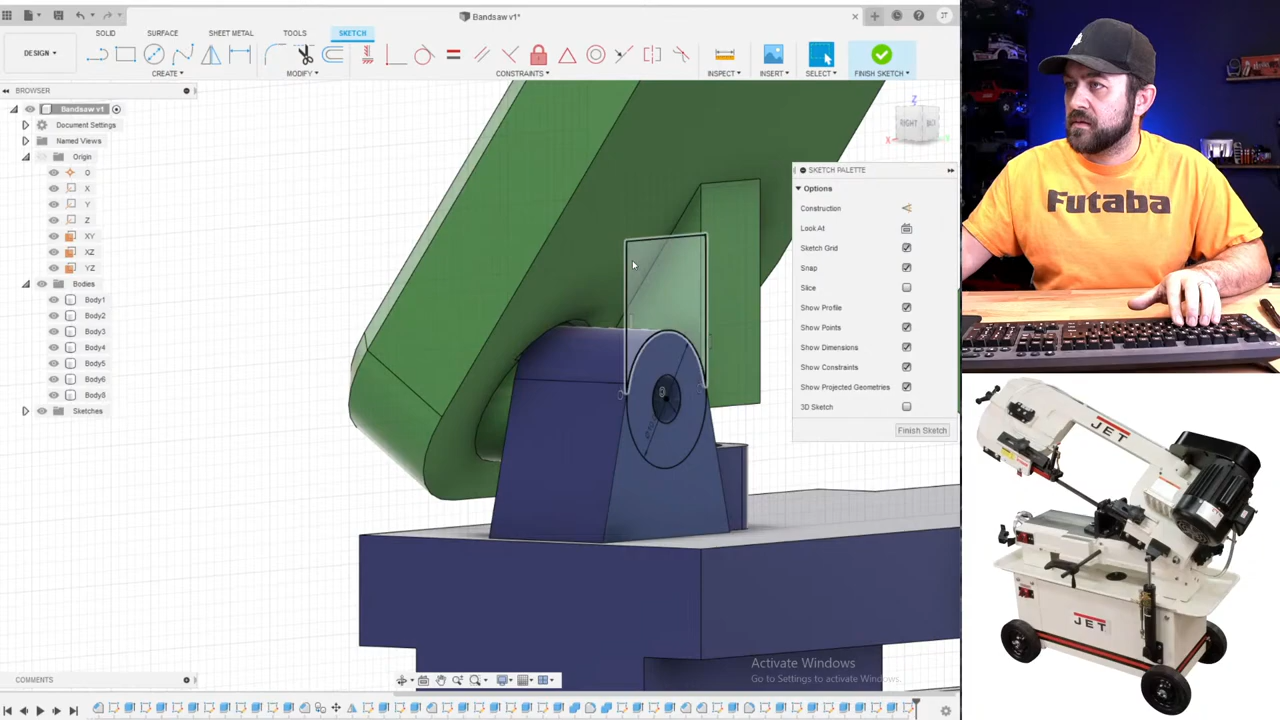 Bandsaw v1*
JT
DESIGN
SOLID
SURFACE
SHEET METAL
TOOLS
SKETCH
CREATE
MODIFY
CONSTRAINTS
INSPECT
INSERT
SELECT
FINISH SKETCH
BROWSER
Bandsaw v1
Document Settings
Named Views
Origin
O
X
Y
Z
XY
XZ
YZ
Bodies
Body1
Body2
Body3
Body4
Body5
Body6
Body8
Sketches
Z
RIGHT
X
SKETCH PALETTE
Options
Construction
Look At
Sketch Grid
Snap
Slice
Show Profile
Show Points
Show Dimensions
Show Constraints
Show Projected Geometries
3D Sketch
Finish Sketch
Activate Windows
Go to Settings to activate Windows.
COMMENTS
Futaba
JET
JET